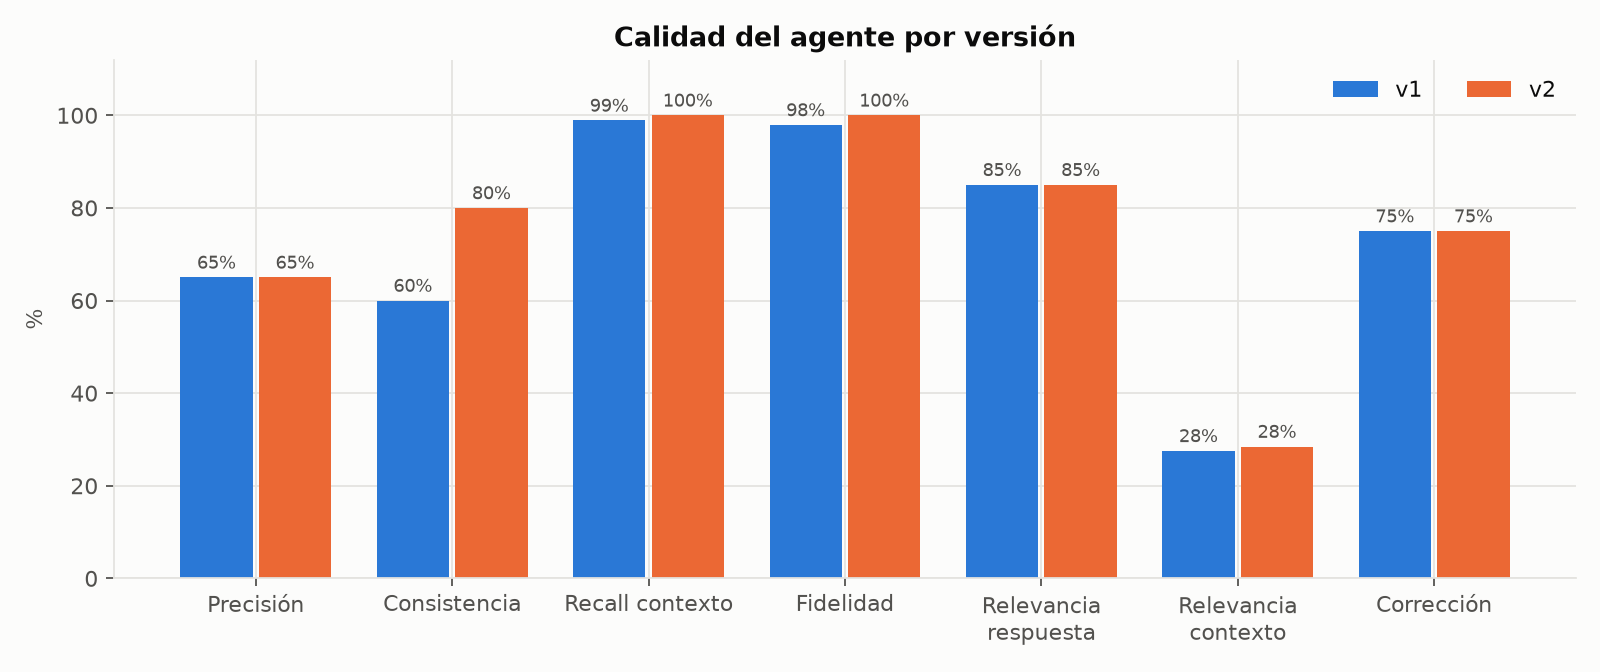 Calidad del agente por versión
v1
v2
%
100
80
60
40
20
0
65%
65%
60%
80%
99%
100%
98%
100%
85%
85%
28%
28%
75%
75%
Precisión
Consistencia
Recall contexto
Fidelidad
Relevancia
respuesta
Relevancia
contexto
Corrección